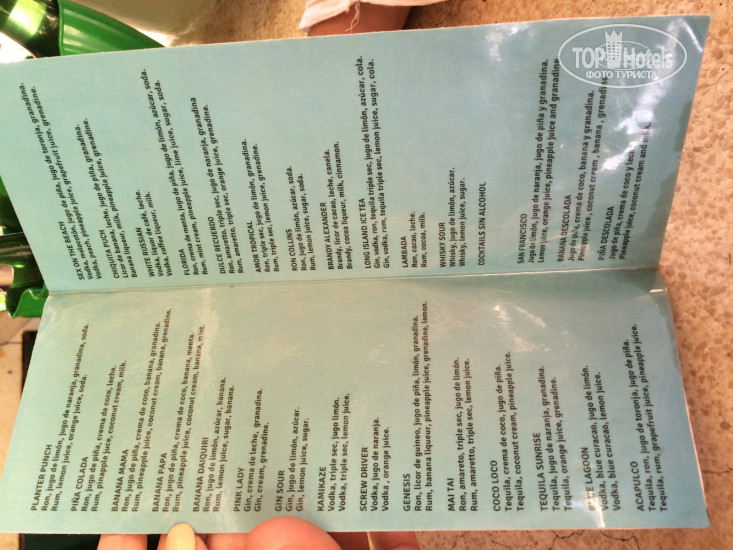 TOP Hotels
ФОТО ТУРИСТА
PLANTER PUNCH
Ron, jugo de limón, jugo de naranja, granadina, soda.
Rum, lemon juice, orange juice, juice, soda.
PIÑA COLADA
Ron, jugo de piña, crema de coco, leche.
Rum, pineapple juice, coconut cream, milk.
BANANA MAMA
Ron, jugo de piña, crema de coco, banana, granadina.
Rum, pineapple juice, coconut cream, banana, grenadine.
BANANA PAPA
Ron, jugo de piña, crema de coco, banana, menta.
Rum, pineapple juice, coconut cream, banana, mint.
BANANA DAIQUIRI
Ron, jugo de limón, azúcar, banana.
Rum, lemon juice, sugar, banana.
PINK LADY
Gin, crema de leche, granadina.
Gin, cream, grenadine.
GIN SOUR
Gin, jugo de limón, azúcar.
Gin, lemon juice, sugar.
KAMIKAZE
Vodka, triple sec, jugo limón.
Vodka, triple sec, lemon juice.
SCREW DRIVER
Vodka, jugo de naranja.
Vodka , orange juice.
GENESIS
Ron, licor de guineo, jugo de piña, limón, granadina.
Rum, banana liqueur, pineapple juice, grenadine, lemon.
MAI TAI
Ron, amareto, triple sec, jugo de limón.
Rum, amaretto, triple sec, lemon juice.
COCO LOCO
Tequila, crema de coco, jugo de piña.
Tequila, coconut cream, pineapple juice.
TEQUILA SUNRISE
Tequila, jugo de naranja, granadina.
Tequila, orange juice, grenadine.
BLUE LAGOON
Vodka, blue curacao, jugo de limón.
Vodka, blue curacao, lemon juice.
ACAPULCO
Tequila, ron, jugo de toronja, jugo de piña.
Tequila, rum, grapefruit juice, pineapple juice.
SEX ON THE BEACH
Vodka, melocotón, jugo de piña, jugo de toronja, granadina.
Vodka, peach, pineapple juice, grapefruit juice, grenadine.
CHIQUITA PUNCH
Licor de banana, leche, jugo de piña, granadina.
Banana liqueur, milk, pineapple juice, grenadine.
WHITE RUSSIAN
Vodka, licor de café, leche.
Vodka, coffee liqueur, milk.
FLORIDA
Ron, crema de menta, jugo de piña, jugo de limón, azúcar, soda.
Rum, mint cream, pineapple juice, lime juice, sugar, soda.
DULCE RECUERDO
Ron, amaretto, triple sec, jugo de naranja, granadina
Rum, amaretto, triple sec, orange juice, grenadine.
AMOR TROPICAL
Ron, triple sec, jugo de limón, granadina.
Rum, triple sec, lemon juice, grenadine.
RON COLLINS
Ron, jugo de limón, azúcar, soda.
Rum, lemon juice, sugar, soda.
BRANDY ALEXANDER
Brandy, licor de cacao, leche, canela.
Brandy, cocoa liqueur, milk, cinnamon.
LONG ISLAND ICE TEA
Gin, vodka, ron, tequila triple sec, jugo de limón, azúcar, cola.
Gin, vodka, rum, tequila triple sec, lemon juice, sugar, cola.
LAMBADA
Ron, cacao, leche.
Rum, cocoa, milk.
WHISKY SOUR
Whisky, jugo de limón, azúcar.
Whisky, lemon juice, sugar.
COCKTAILS SIN ALCOHOL
SAN FRANCISCO
Jugo de limón, jugo de naranja, jugo de piña y granadina.
Lemon juice, orange juice, pineapple juice and grenadine
BANANA DESCOLADA
Jugo de piña, crema de coco, banana y granadina.
Pineapple juice, coconut cream, banana , grenadine.
PIÑA DESCOLADA
Jugo de piña, crema de coco y leche.
Pineapple juice, coconut cream and milk.